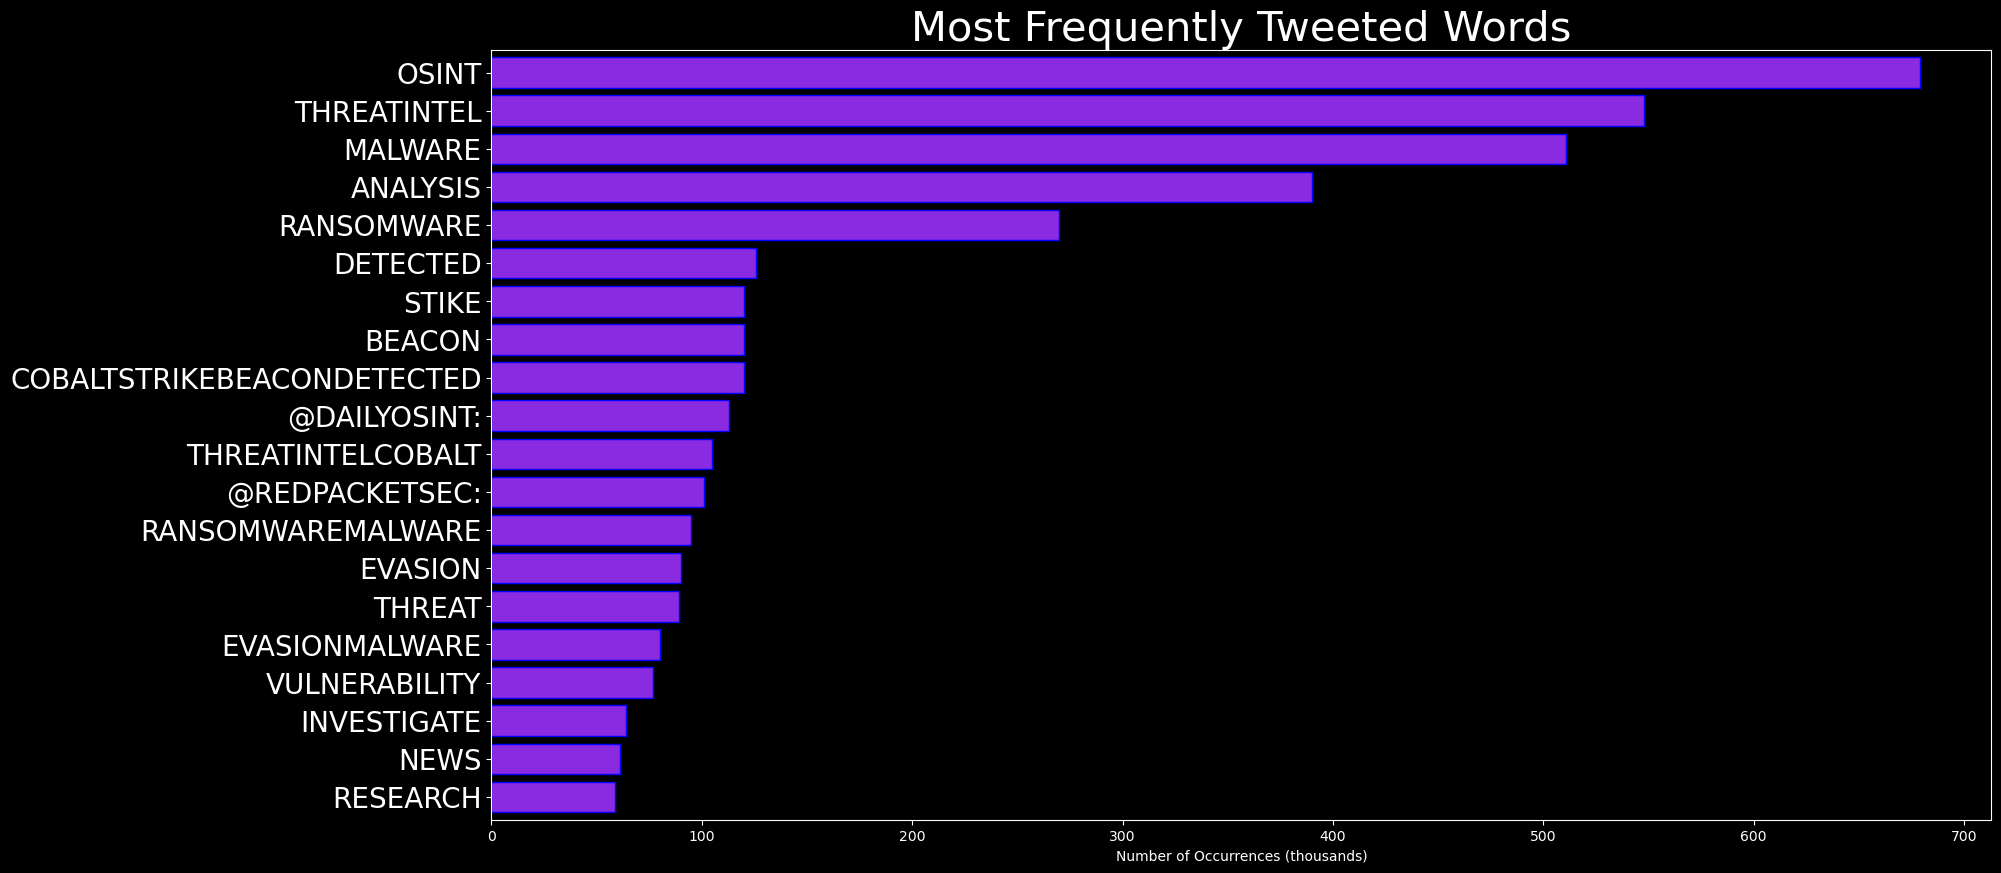 Most Frequently Tweeted Words
OSINT
THREATINTEL
MALWARE
ANALYSIS
RANSOMWARE
DETECTED
STIKE
BEACON
COBALTSTRIKEBEACONDETECTED
@DAILYOSINT:
THREATINTELCOBALT
@REDPACKETSEC:
RANSOMWAREMALWARE
EVASION
THREAT
EVASIONMALWARE
VULNERABILITY
INVESTIGATE
NEWS
RESEARCH
0 100 200 300 400 500 600 700
Number of Occurrences (thousands)